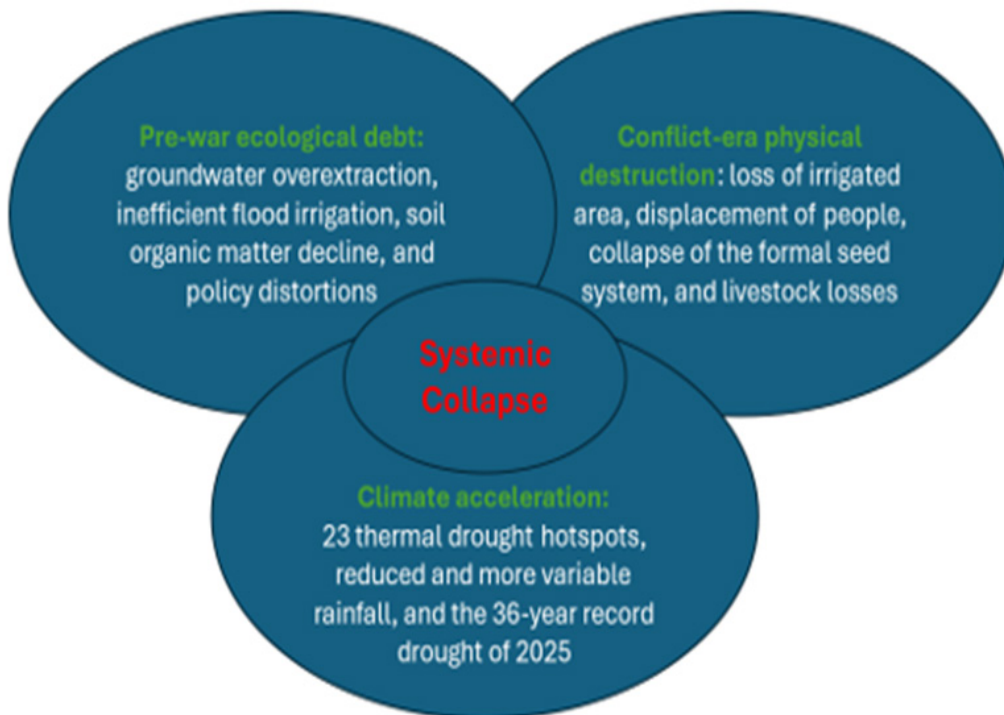 Pre-war ecological debt:
groundwater overextraction,
inefficient flood irrigation, soil
organic matter decline, and
policy distortions
Conflict-era physical
destruction: loss of irrigated
area, displacement of people,
collapse of the formal seed
system, and livestock losses
Systemic
Collapse
Climate acceleration:
23 thermal drought hotspots,
reduced and more variable
rainfall, and the 36-year record
drought of 2025